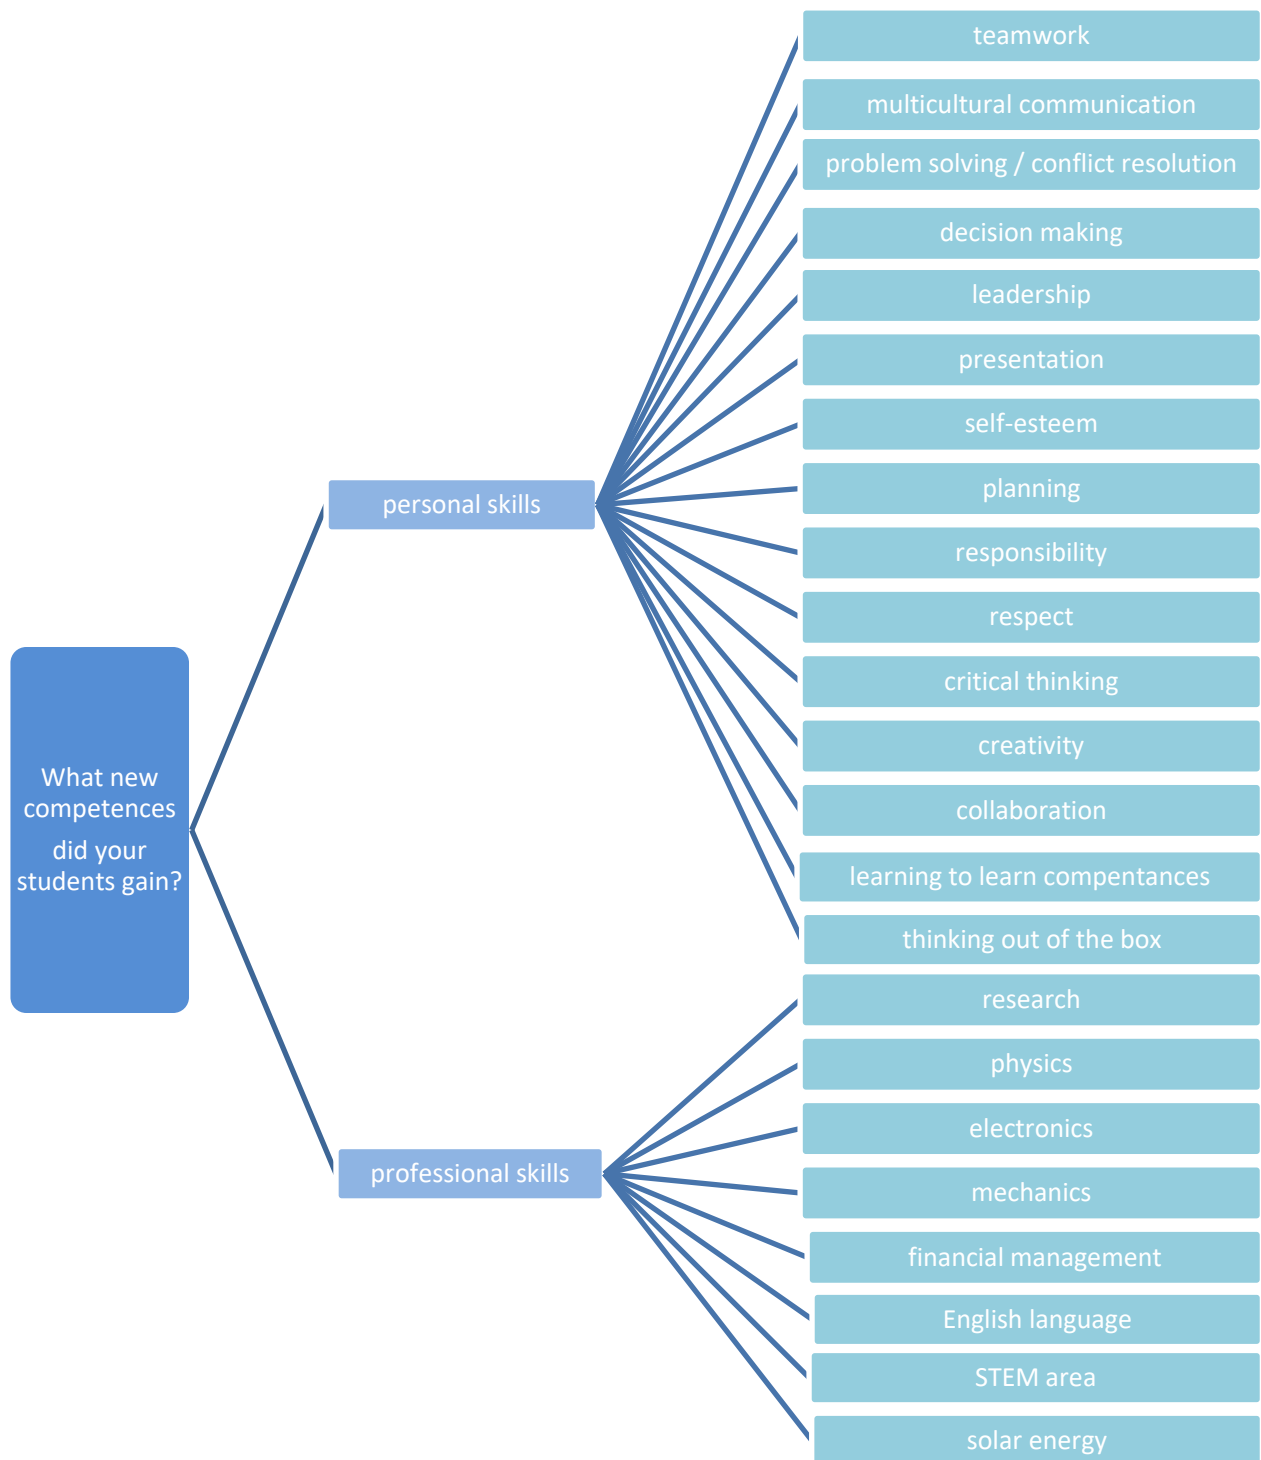 What new
competences
did your
students gain?
personal skills
teamwork
multicultural communication
problem solving / conflict resolution
decision making
leadership
presentation
self-esteem
planning
responsibility
respect
critical thinking
creativity
collaboration
learning to learn compentances
thinking out of the box
professional skills
research
physics
electronics
mechanics
financial management
English language
STEM area
solar energy